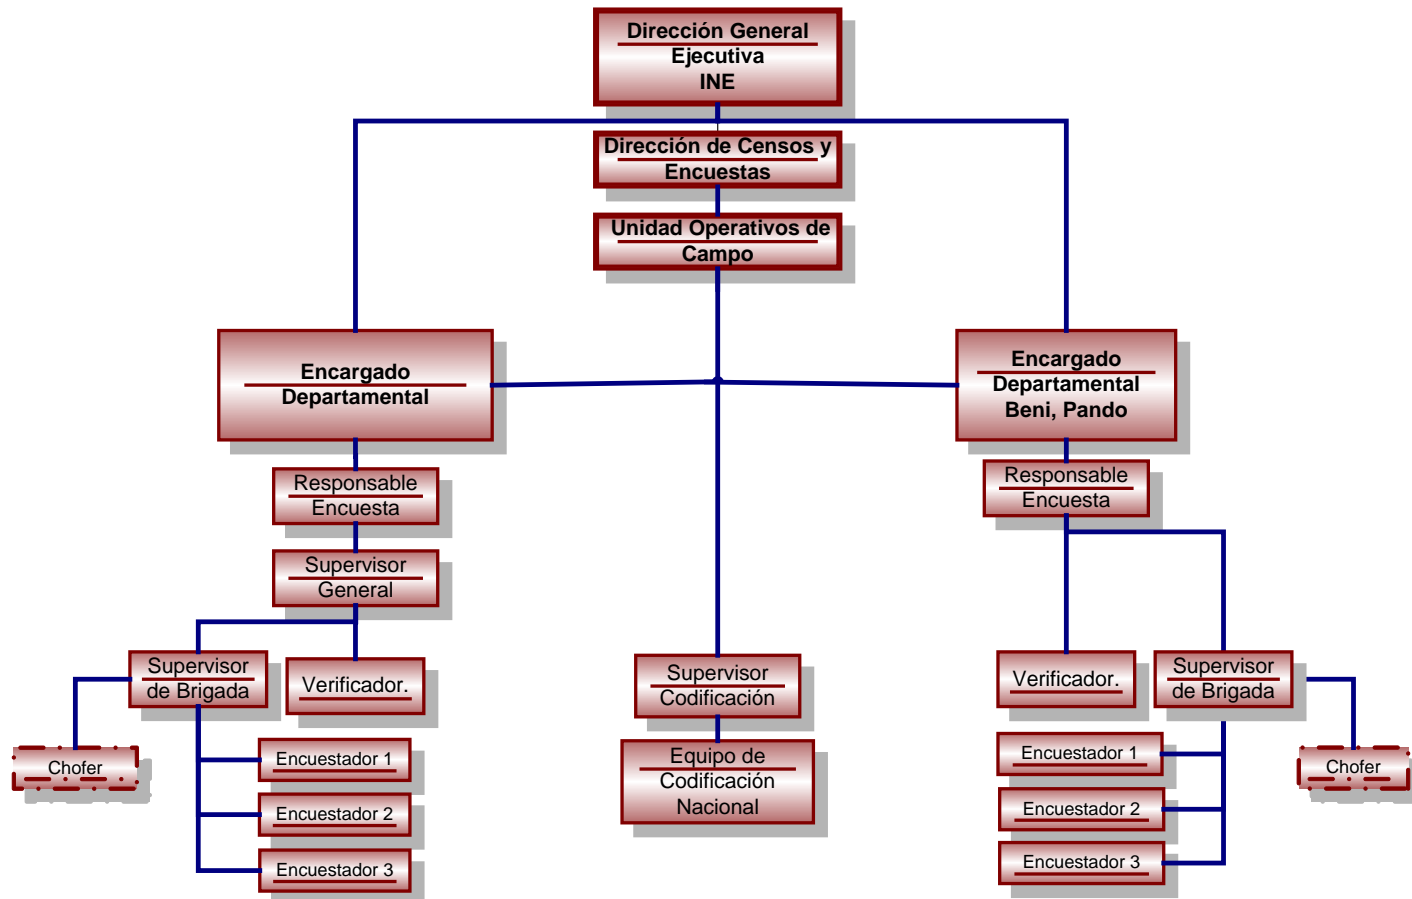 Dirección General
Ejecutiva
INE
Dirección de Censos y
Encuestas
Unidad Operativos de
Campo
Encargado
Departamental
Encargado
Departamental
Beni, Pando
Responsable
Encuesta
Responsable
Encuesta
Supervisor
General
Supervisor
de Brigada
Verificador.
Supervisor
Codificación
Verificador.
Supervisor
de Brigada
Chofer
Encuestador 1
Encuestador 2
Encuestador 3
Equipo de
Codificación
Nacional
Encuestador 1
Encuestador 2
Encuestador 3
Chofer